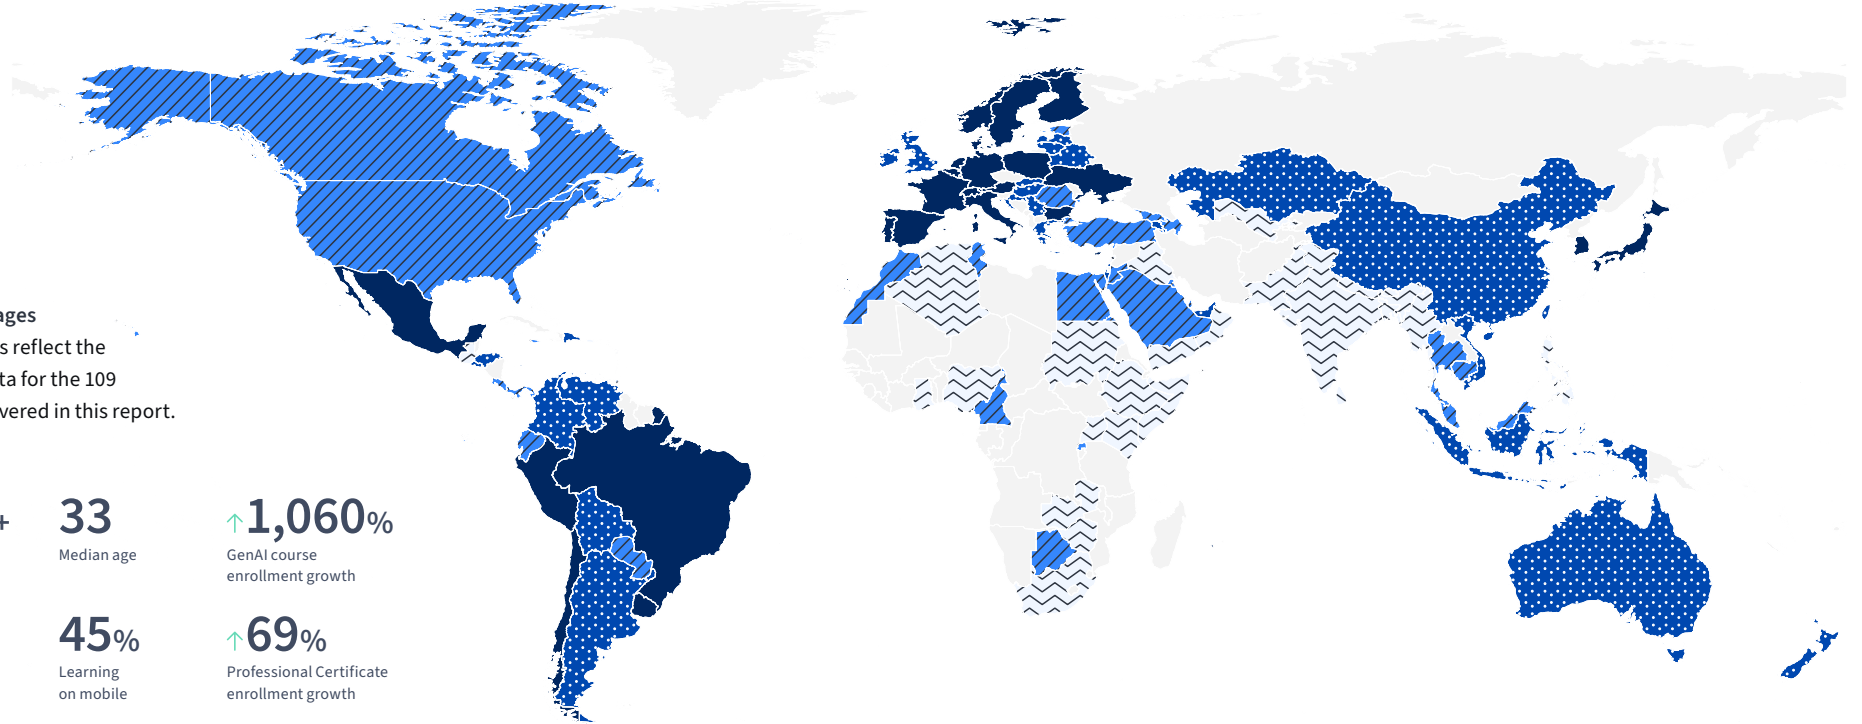 ages
s reflect the
ta for the 109
vered in this report.
+
33
Median age
↑1,060%
GenAI course
enrollment growth
45%
Learning
on mobile
↑69%
Professional Certificate
enrollment growth